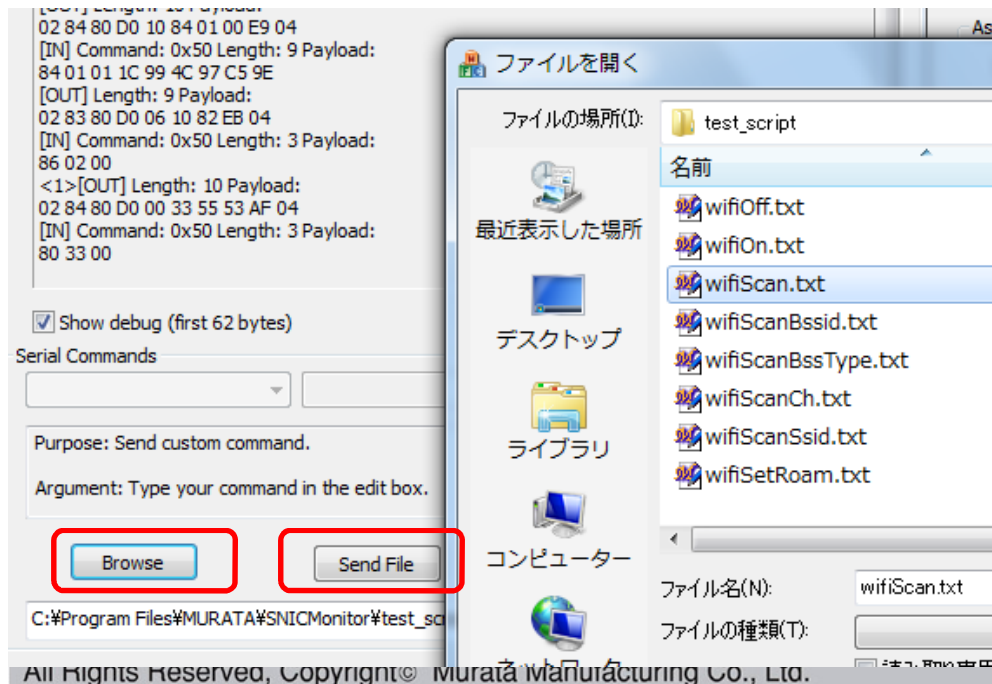 02 84 80 D0 10 84 01 00 E9 04
[IN] Command: 0x50 Length: 9 Payload:
84 01 01 1C 99 4C 97 C5 9E
[OUT] Length: 9 Payload:
02 83 80 D0 06 10 82 EB 04
[IN] Command: 0x50 Length: 3 Payload:
86 02 00
<1>[OUT] Length: 10 Payload:
02 84 80 D0 00 33 55 53 AF 04
[IN] Command: 0x50 Length: 3 Payload:
80 33 00
Show debug (first 62 bytes)
Serial Commands
Purpose: Send custom command.
Argument: Type your command in the edit box.
Browse
Send File
C:¥Program Files¥MURATA¥SNICMonitor¥test_scr
As
ファイルを開く
ファイルの場所(I):
test_script
最近表示した場所
デスクトップ
ライブラリ
コンピューター
ネットワーク
名前
wifiOff.txt
wifiOn.txt
wifiScan.txt
wifiScanBssid.txt
wifiScanBssType.txt
wifiScanCh.txt
wifiScanSsid.txt
wifiSetRoam.txt
ファイル名(N):
wifiScan.txt
ファイルの種類(T):
All Rights Reserved, Copyright© Murata Manufacturing Co., Ltd.